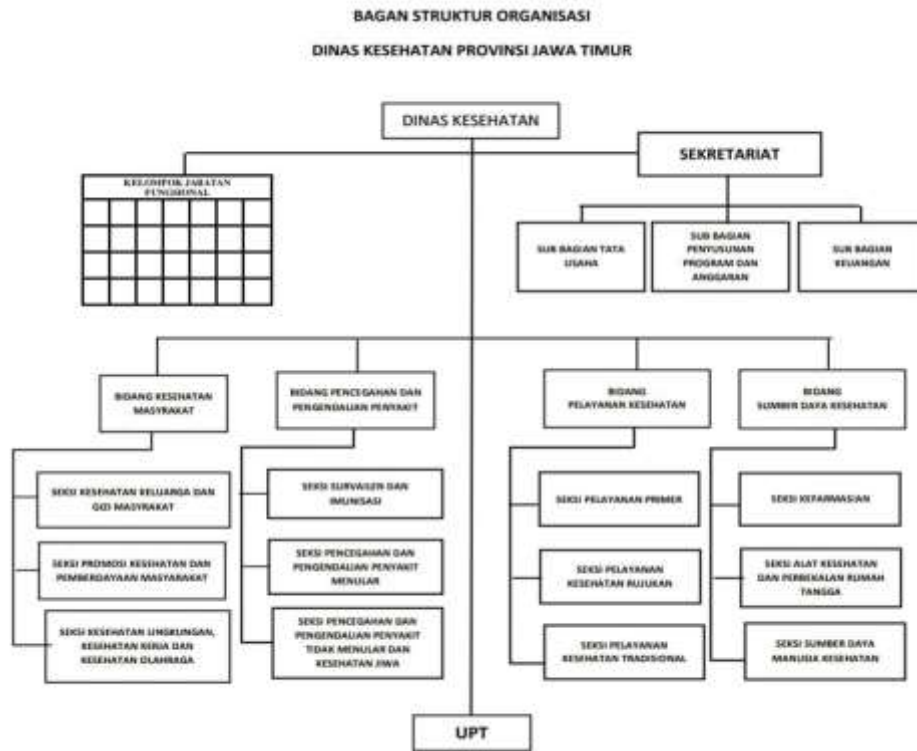 BAGAN STRUKTUR ORGANISASI
DINAS KESEHATAN PROVINSI JAWA TIMUR
DINAS KESEHATAN
SEKRETARIAT
KELOMPOK JABATAN
FUNGSIONAL
SUB BAGIAN TATA
USAHA
SUB BAGIAN
PENYUSUNAN
PROGRAM DAN
ANGGARAN
SUB BAGIAN
KEUANGAN
BIDANG KESEHATAN
MASYRAKAT
BIDANG PENCEGAHAN DAN
PENGENDALIAN PENYAKIT
BIDANG
PELAYANAN KESEHATAN
BIDANG
SUMBER DAYA KESEHATAN
SEKSI KESEHATAN KELUARGA DAN
GIZI MASYRAKAT
SEKSI PROMOSI KESEHATAN DAN
PEMBERDAYAAN MASYARAKAT
SEKSI KESEHATAN LINGKUNGAN,
KESEHATAN KERJA DAN
KESEHATAN OLAHRAGA
SEKSI SURVAILEN DAN
IMUNISASI
SEKSI PENCEGAHAN DAN
PENGENDALIAN PENYAKIT
MENULAR
SEKSI PENCEGAHAN DAN
PENGENDALIAN PENYAKIT
TIDAK MENULAR DAN
KESEHATAN JIWA
SEKSI PELAYANAN PRIMER
SEKSI PELAYANAN
KESEHATAN RUJUKAN
SEKSI PELAYANAN
KESEHATAN TRADISIONAL
SEKSI KEFARMASIAN
SEKSI ALAT KESEHATAN
DAN PERBEKALAN RUMAH
TANGGA
SEKSI SUMBER DAYA
MANUSIA KESEHATAN
UPT